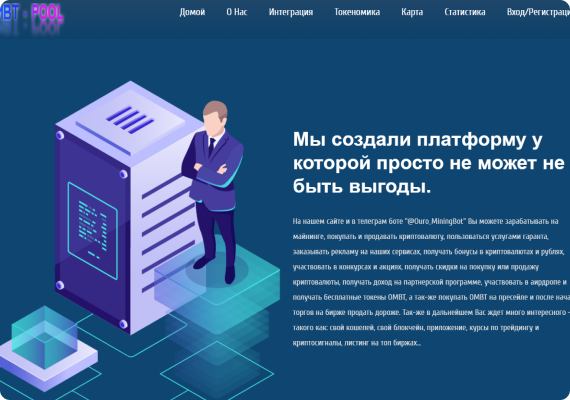 MBT - POOL
Домой О Нас Интеграция Токеномика Карта Статистика Вход/Регистраци
Мы создали платформу у
которой просто не может не
быть выгоды.
На нашем сайте и в телеграм боте "@Ouro_MiningBot" Вы можете зарабатывать на
майнинге, покупать и продавать криптовалюту, пользоваться услугами гаранта,
заказывать рекламу на наших сервисах, получать бонусы в криптовалютах и рублях,
участвовать в конкурсах и акциях, получать скидки на покупку или продажу
криптовалюты, получать доход на партнерской программе, участвовать в аирдропе и
получать бесплатные токены OMBT, а так-же покупать OMBT на пресейле и после нача
торгов на бирже продать дороже. Так-же в дальнейшем Вас ждет много интересного -
такого как: свой кошелей, свой блокчейн, приложение, курсы по трейдингу и
криптосигналы, листинг на топ биржах...